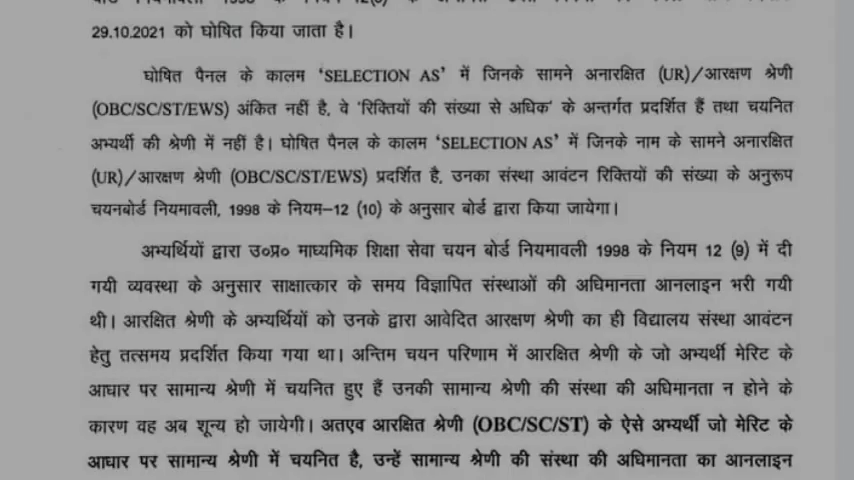 29.10.2021 को घोषित किया जाता है।
घोषित पैनल के कालम ‘SELECTION AS’ में जिनके सामने अनारक्षित (UR)/आरक्षण श्रेणी
(OBC/SC/ST/EWS) अंकित नहीं है, वे ‘रिक्तियों की संख्या से अधिक’ के अन्तर्गत प्रदर्शित हैं तथा चयनित
अभ्यर्थी की श्रेणी में नहीं है। घोषित पैनल के कालम ‘SELECTION AS’ में जिनके नाम के सामने अनारक्षित
(UR)/आरक्षण श्रेणी (OBC/SC/ST/EWS) प्रदर्शित है, उनका संस्था आवंटन रिक्तियों की संख्या के अनुरूप
चयनबोर्ड नियमावली, 1998 के नियम–12 (10) के अनुसार बोर्ड द्वारा किया जायेगा।
अभ्यर्थियों द्वारा उ०प्र० माध्यमिक शिक्षा सेवा चयन बोर्ड नियमावली 1998 के नियम 12 (9) में दी
गयी व्यवस्था के अनुसार साक्षात्कार के समय विज्ञापित संस्थाओं की अधिमानता आनलाइन भरी गयी
थी। आरक्षित श्रेणी के अभ्यर्थियों को उनके द्वारा आवेदित आरक्षण श्रेणी का ही विद्यालय संस्था आवंटन
हेतु तत्समय प्रदर्शित किया गया था। अन्तिम चयन परिणाम में आरक्षित श्रेणी के जो अभ्यर्थी मेरिट के
आधार पर सामान्य श्रेणी में चयनित हुए हैं उनकी सामान्य श्रेणी की संस्था की अधिमानता न होने के
कारण वह अब शून्य हो जायेगी। अतएव आरक्षित श्रेणी (OBC/SC/ST) के ऐसे अभ्यर्थी जो मेरिट के
आधार पर सामान्य श्रेणी में चयनित है, उन्हें सामान्य श्रेणी की संस्था की अधिमानता का आनलाइन